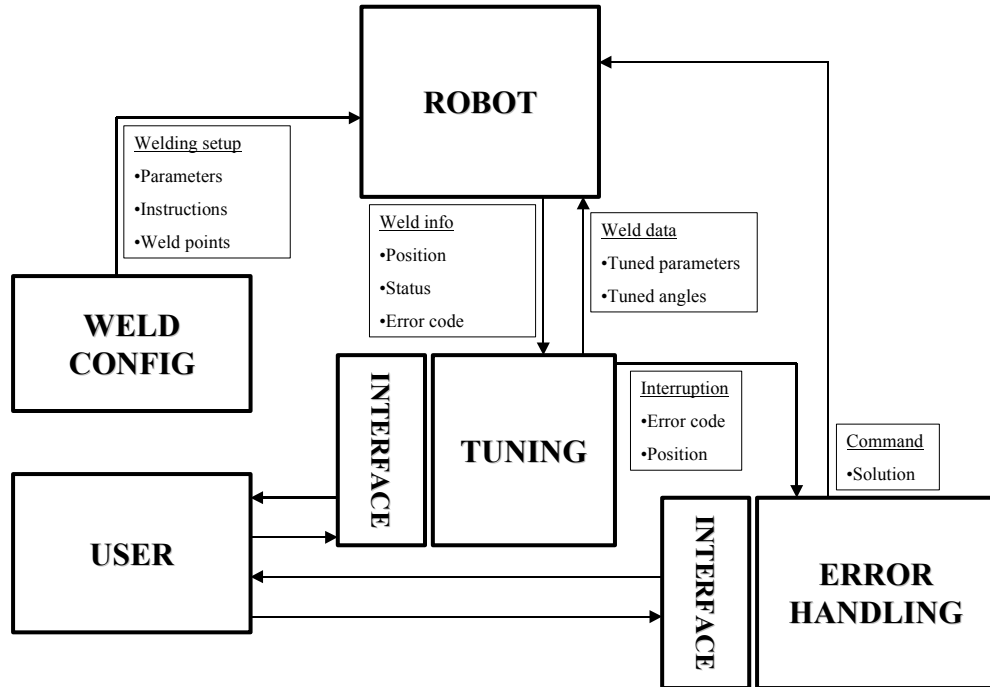 ROBOT
Welding setup
•Parameters
•Instructions
•Weld points
Weld info
•Position
•Status
•Error code
Weld data
•Tuned parameters
•Tuned angles
WELD
CONFIG
INTERFACE
TUNING
Interruption
•Error code
•Position
Command
•Solution
USER
INTERFACE
ERROR
HANDLING